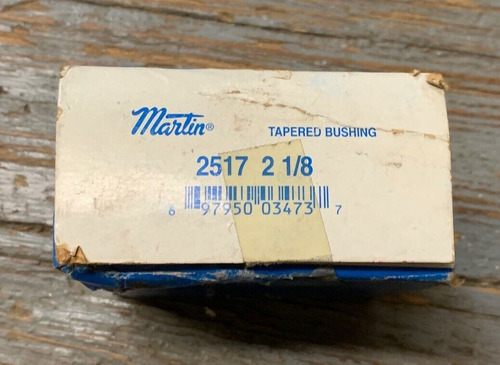 Martin®
TAPERED BUSHING
2517 2 1/8
6 97950 03473 7